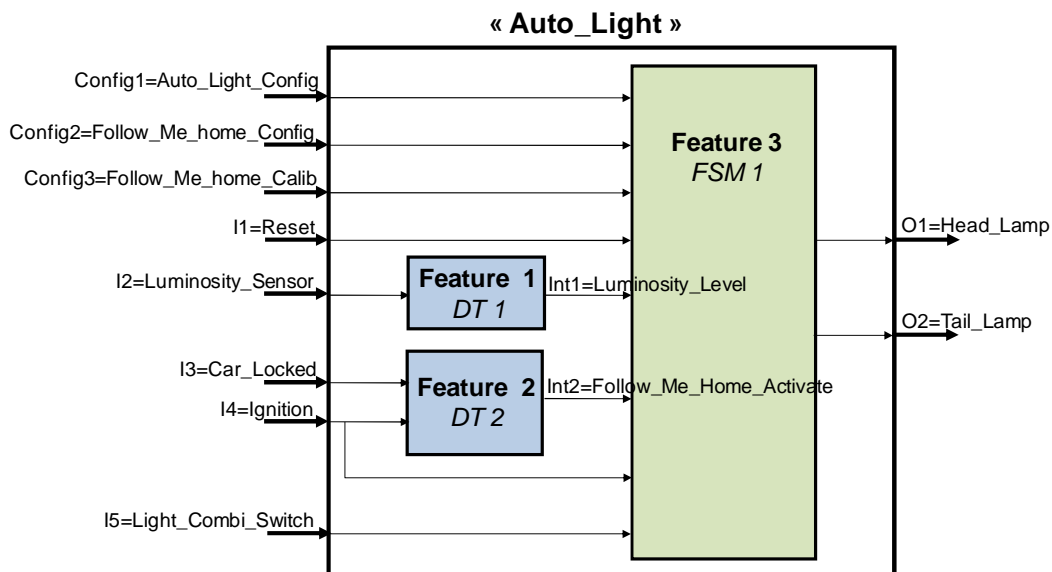 « Auto_Light »
Config1=Auto_Light_Config
Config2=Follow_Me_home_Config
Config3=Follow_Me_home_Calib
Feature 3
FSM 1
I1=Reset
O1=Head_Lamp
I2=Luminosity_Sensor
Feature 1
DT 1
Int1=Luminosity_Level
O2=Tail_Lamp
I3=Car_Locked
I4=Ignition
Feature 2
DT 2
Int2=Follow_Me_Home_Activate
I5=Light_Combi_Switch